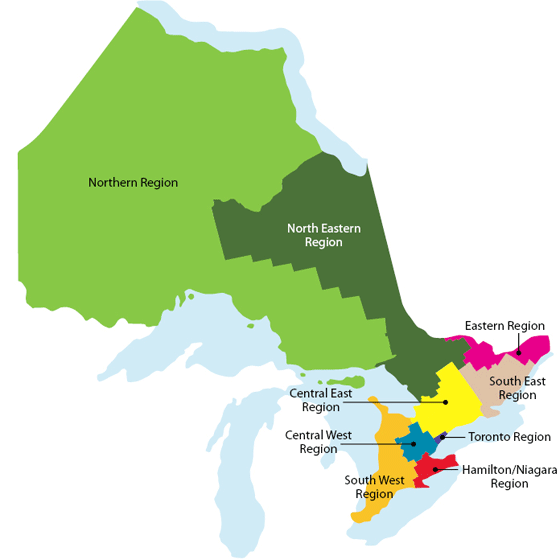 Northern Region
North Eastern
Region
Eastern Region
South East
Region
Central East
Region
Central West
Region
Toronto Region
South West
Region
Hamilton/Niagara
Region